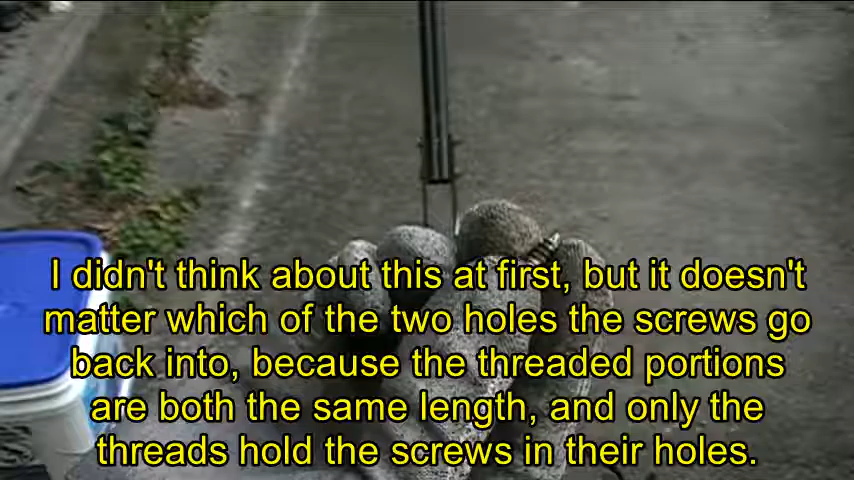 I didn't think about this at first, but it doesn't
matter which of the two holes the screws go
back into, because the threaded portions
are both the same length, and only the
threads hold the screws in their holes.